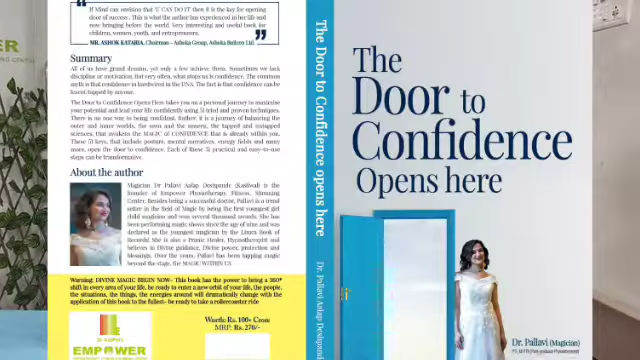 If Mind can envision that 'I CAN DO IT' then it is the key for opening
door of success. This is what the author has experienced in her life and
now bringing before the world. Very interesting and useful book for
children, women, youth, and entrepreneurs.
MR. ASHOK KATARIA, Chairman - Ashoka Group, Ashoka Buildcon Ltd.
Summary
All of us have grand dreams, yet only a few achieve them. Sometimes we lack
discipline or motivation. But very often, what stops us is confidence. The common
myth is that confidence is hardwired in the DNA. The fact is that confidence can be
learnt/tapped by anyone.
The Door to Confidence Opens Here takes you on a personal journey to maximise
your potential and lead your life confidently using 51 tried and proven techniques.
There is no one way to being confident. Rather, it is a journey of balancing the
outer and inner worlds, the seen and the unseen, the tapped and untapped
sciences, that awakens the MAGIC of CONFIDENCE that is already within you.
These 51 keys, that include posture, mental narratives, energy fields and many
more, open the door to confidence. Each of these 51 practical and easy-to-use
steps can be transformative.
About the author
Magician Dr Pallavi Aulap Deshpande (Kasliwal) is the
founder of Empower Physiotherapy, Fitness, Slimming
Center. Besides being a successful doctor, Pallavi is a trend
setter in the field of Magic by being the first youngest girl
child magician and won several thousand awards. She has
been performing magic shows since the age of nine and was
declared as the youngest magician by the Limca Book of
Records! She is also a Pranic Healer, Hypnotherapist and
believes in Divine guidance, Divine power, protection and
blessings. Over the years, Pallavi has been tapping magic
beyond the stage, the MAGIC WITHIN US.
Warning: DIVINE MAGIC BEGIN NOW- This book has the power to bring a 360°
shift in every area of your life, be ready to enter a new orbit of your life, the people,
the situations, the things, the energies around will dramatically change with the
application of this book to the fullest- be ready to take a rollercoaster ride
EMPOWER
Worth: Rs. 100+ Crore
MRP: Rs. 270/-
The Door to Confidence opens here
Dr. Pallavi Aulap Deshpande
The
Door to
Confidence
Opens here
Dr. Pallavi (Magician)